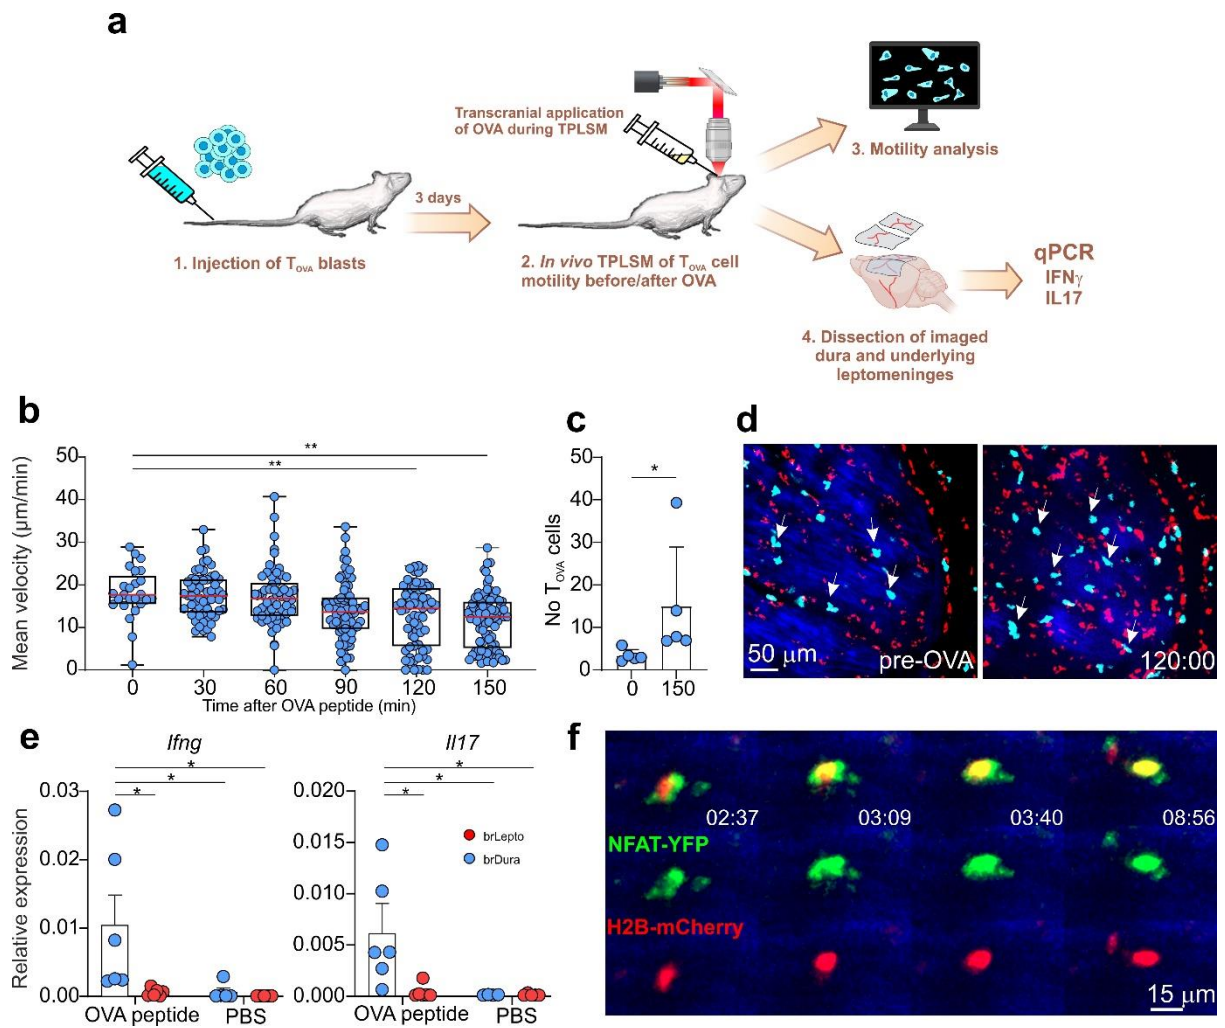 a
Transcranial application
of OVA during TPLSM
3 days
1. Injection of TOVA blasts
2. In vivo TPLSM of TOVA cell
motility before/after OVA
3. Motility analysis
4. Dissection of imaged
dura and underlying
leptomeninges
qPCR
IFNγ
IL17
b
Mean velocity (μm/min)
50
40
30
20
10
0
**
**
0 30 60 90 120 150
Time after OVA peptide (min)
c
No TOVA cells
50
40
30
20
10
0
*
0 150
d
50 μm
pre-OVA
120:00
e
Relative expression
Ifng
0.03
0.02
0.01
0.00
*
*
*
OVA peptide PBS
Il17
0.020
0.015
0.010
0.005
0.000
*
*
*
brLepto
brDura
OVA peptide PBS
f
02:37 03:09 03:40 08:56
NFAT-YFP
H2B-mCherry
15 μm